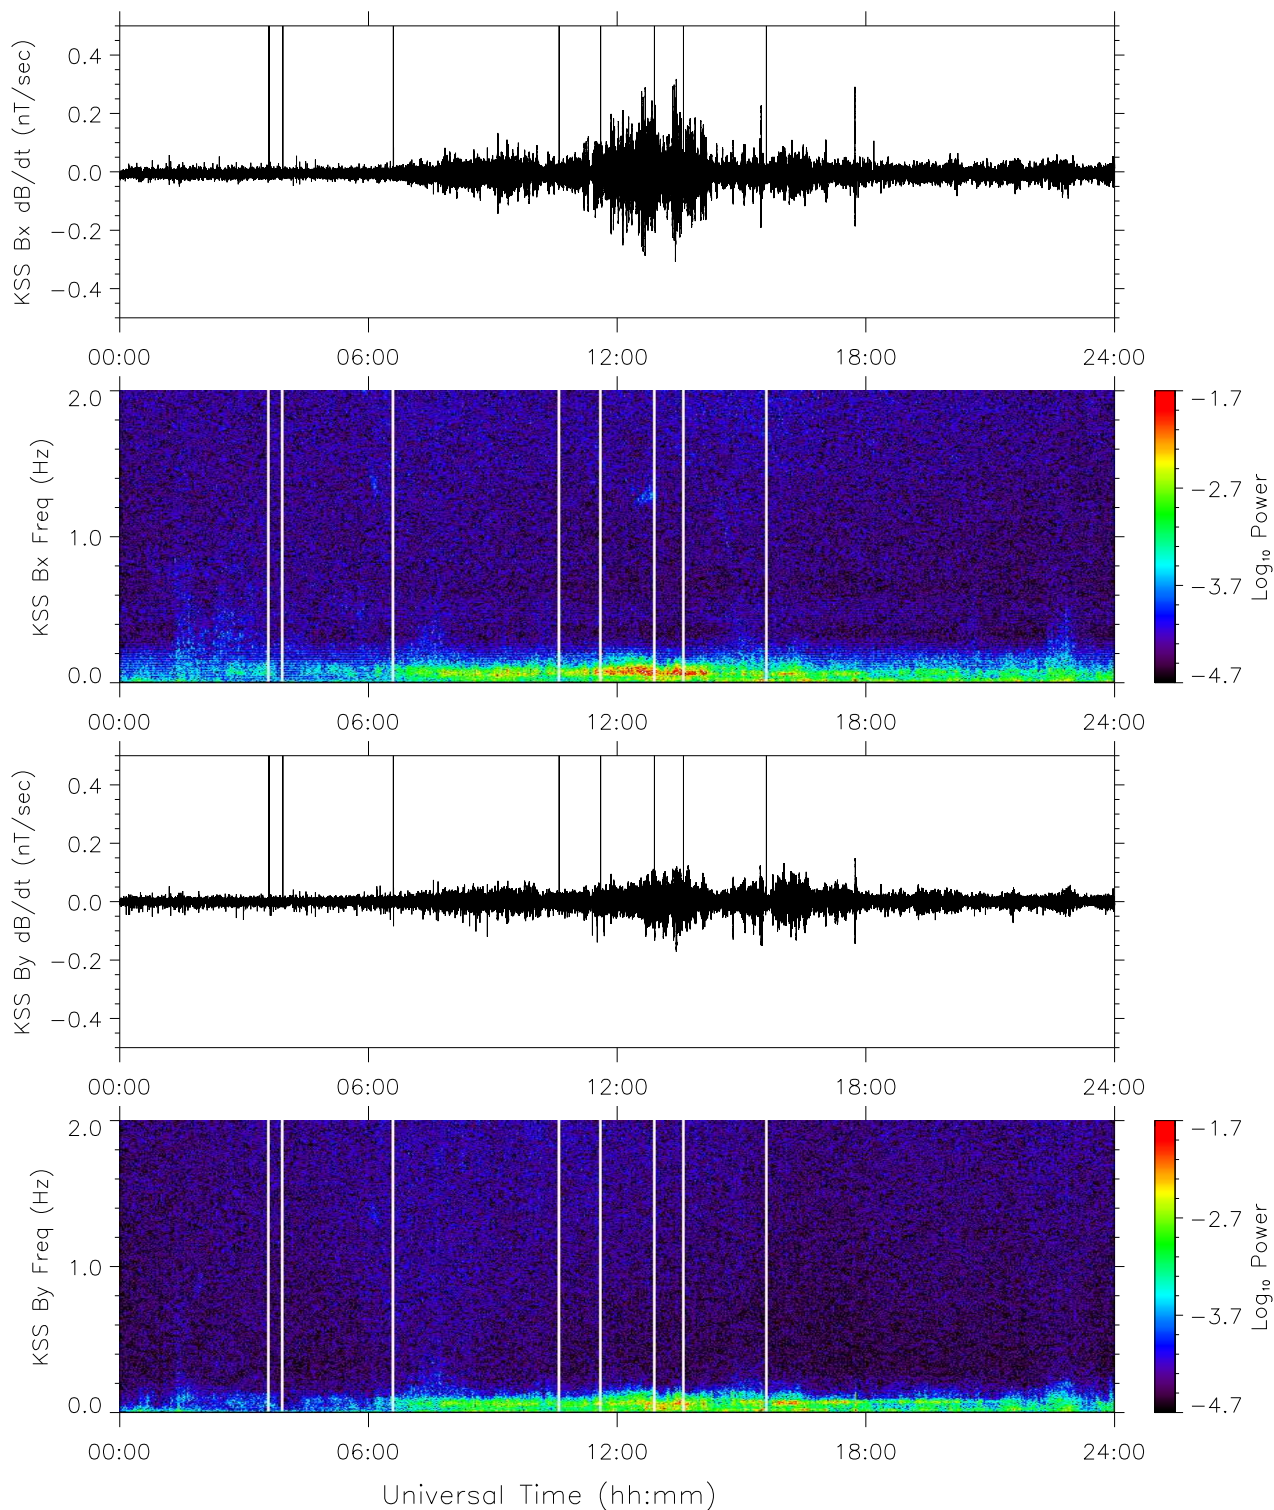 KSS Bx dB/dt (nT/sec)
0.4
0.2
0.0
−0.2
−0.4
00:00 06:00 12:00 18:00 24:00
KSS Bx Freq (Hz)
2.0
1.0
0.0
00:00 06:00 12:00 18:00 24:00
−1.7
−2.7
−3.7
−4.7
Log₁₀ Power
KSS By dB/dt (nT/sec)
0.4
0.2
0.0
−0.2
−0.4
00:00 06:00 12:00 18:00 24:00
KSS By Freq (Hz)
2.0
1.0
0.0
00:00 06:00 12:00 18:00 24:00
−1.7
−2.7
−3.7
−4.7
Log₁₀ Power
Universal Time (hh:mm)